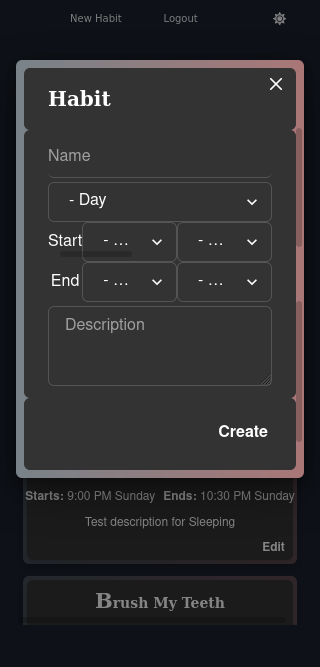 New Habit Logout
Habit
Name
- Day
Start - ... - ...
End - ... - ...
Description
Create
Starts: 9:00 PM Sunday Ends: 10:30 PM Sunday
Test description for Sleeping
Edit
Brush My Teeth